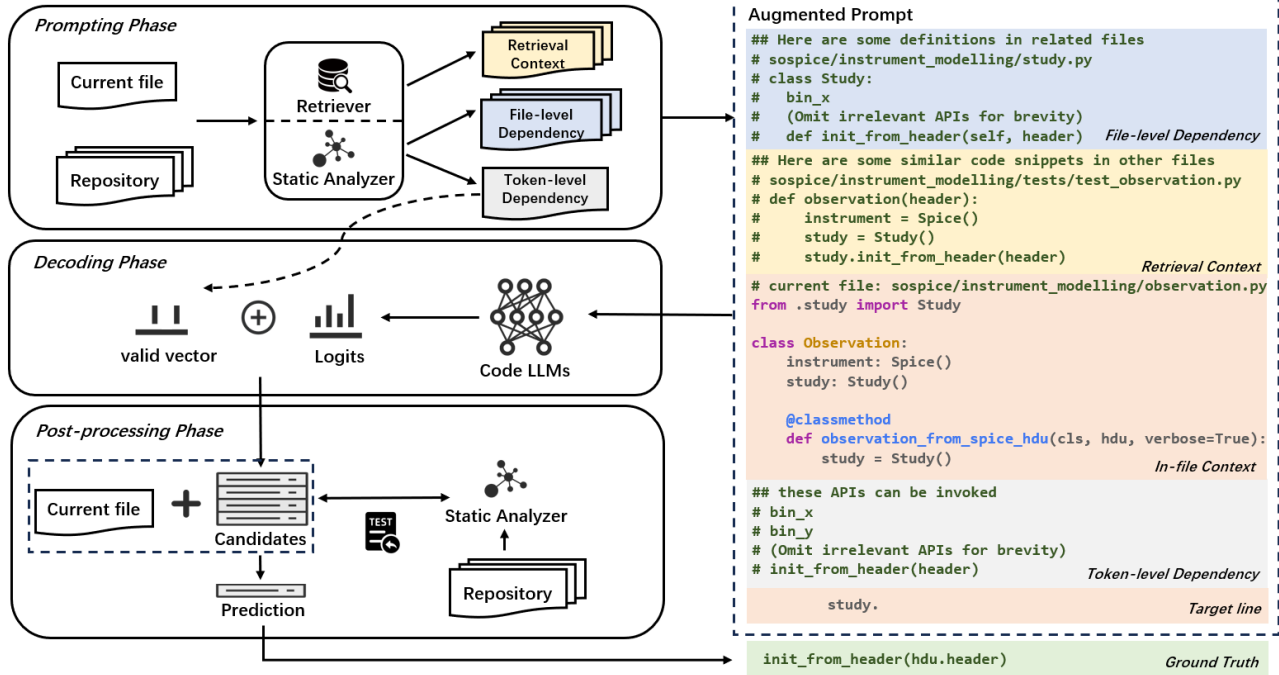 Prompting Phase
Current file
Repository
Retriever
Static Analyzer
Retrieval
Context
File-level
Dependency
Token-level
Dependency
Decoding Phase
valid vector
Logits
Code LLMs
Post-processing Phase
Current file
Candidates
TEST
Static Analyzer
Repository
Prediction
Augmented Prompt
## Here are some definitions in related files
# sospice/instrument_modelling/study.py
# class Study:
#   bin_x
#   (Omit irrelevant APIs for brevity)
#   def init_from_header(self, header)
File-level Dependency
## Here are some similar code snippets in other files
# sospice/instrument_modelling/tests/test_observation.py
# def observation(header):
#     instrument = Spice()
#     study = Study()
#     study.init_from_header(header)
Retrieval Context
# current file: sospice/instrument_modelling/observation.py
from .study import Study
class Observation:
    instrument: Spice()
    study: Study()
    @classmethod
    def observation_from_spice_hdu(cls, hdu, verbose=True):
        study = Study()
In-file Context
## these APIs can be invoked
# bin_x
# bin_y
# (Omit irrelevant APIs for brevity)
# init_from_header(header)
Token-level Dependency
study.
Target line
init_from_header(hdu.header)
Ground Truth